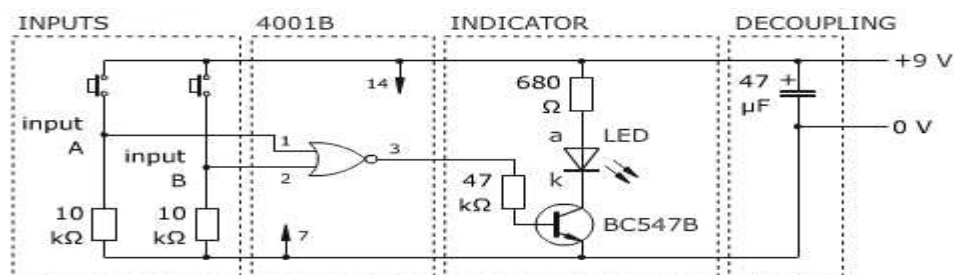 INPUTS 4001B INDICATOR DECOUPLING
+9 V
14
680 Ω
47 µF
+
input A
a LED
0 V
1 3
input B
2
k
47 kΩ
10 kΩ 10 kΩ
BC547B
7